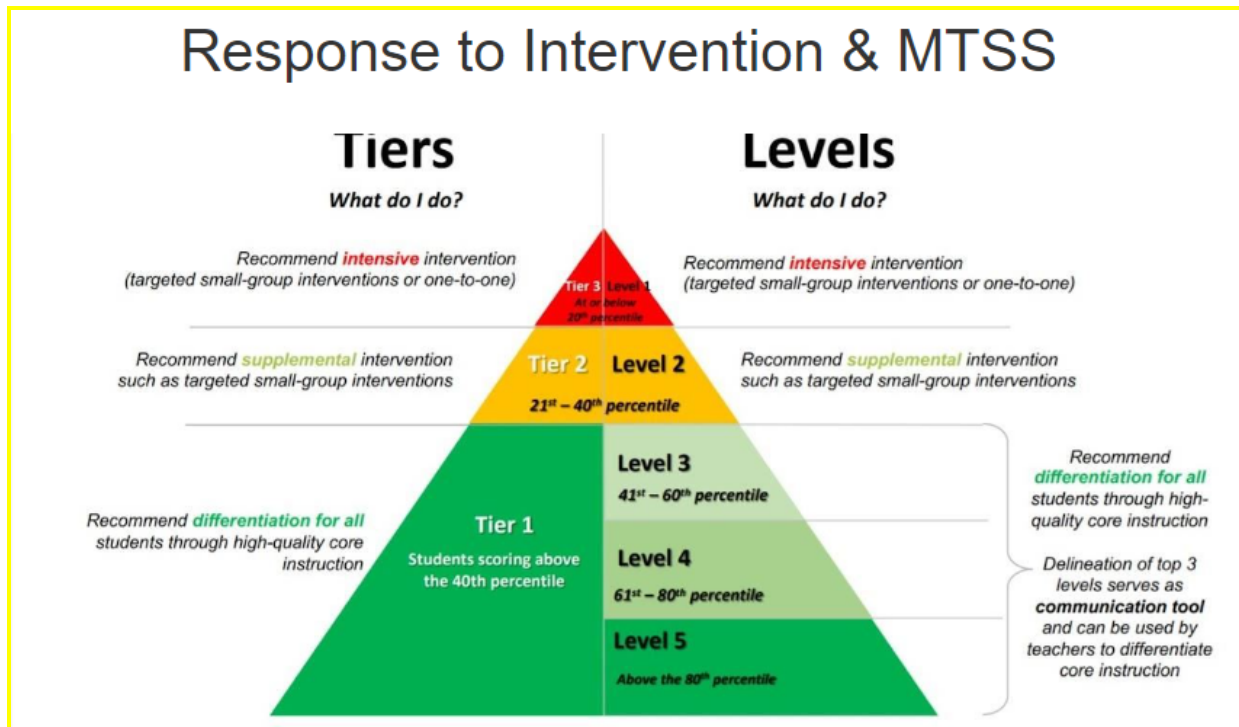 Response to Intervention & MTSS
Tiers
What do I do?
Levels
What do I do?
Recommend intensive intervention
(targeted small-group interventions or one-to-one)
Recommend intensive intervention
(targeted small-group interventions or one-to-one)
Tier 3 Level 1
At or below
20th percentile
Recommend supplemental intervention
such as targeted small-group interventions
Tier 2 Level 2
21st – 40th percentile
Recommend supplemental intervention
such as targeted small-group interventions
Recommend differentiation for all
students through high-quality core
instruction
Tier 1
Students scoring above
the 40th percentile
Level 3
41st – 60th percentile
Level 4
61st – 80th percentile
Level 5
Above the 80th percentile
Recommend
differentiation for all
students through high-
quality core instruction
Delineation of top 3
levels serves as
communication tool
and can be used by
teachers to differentiate
core instruction